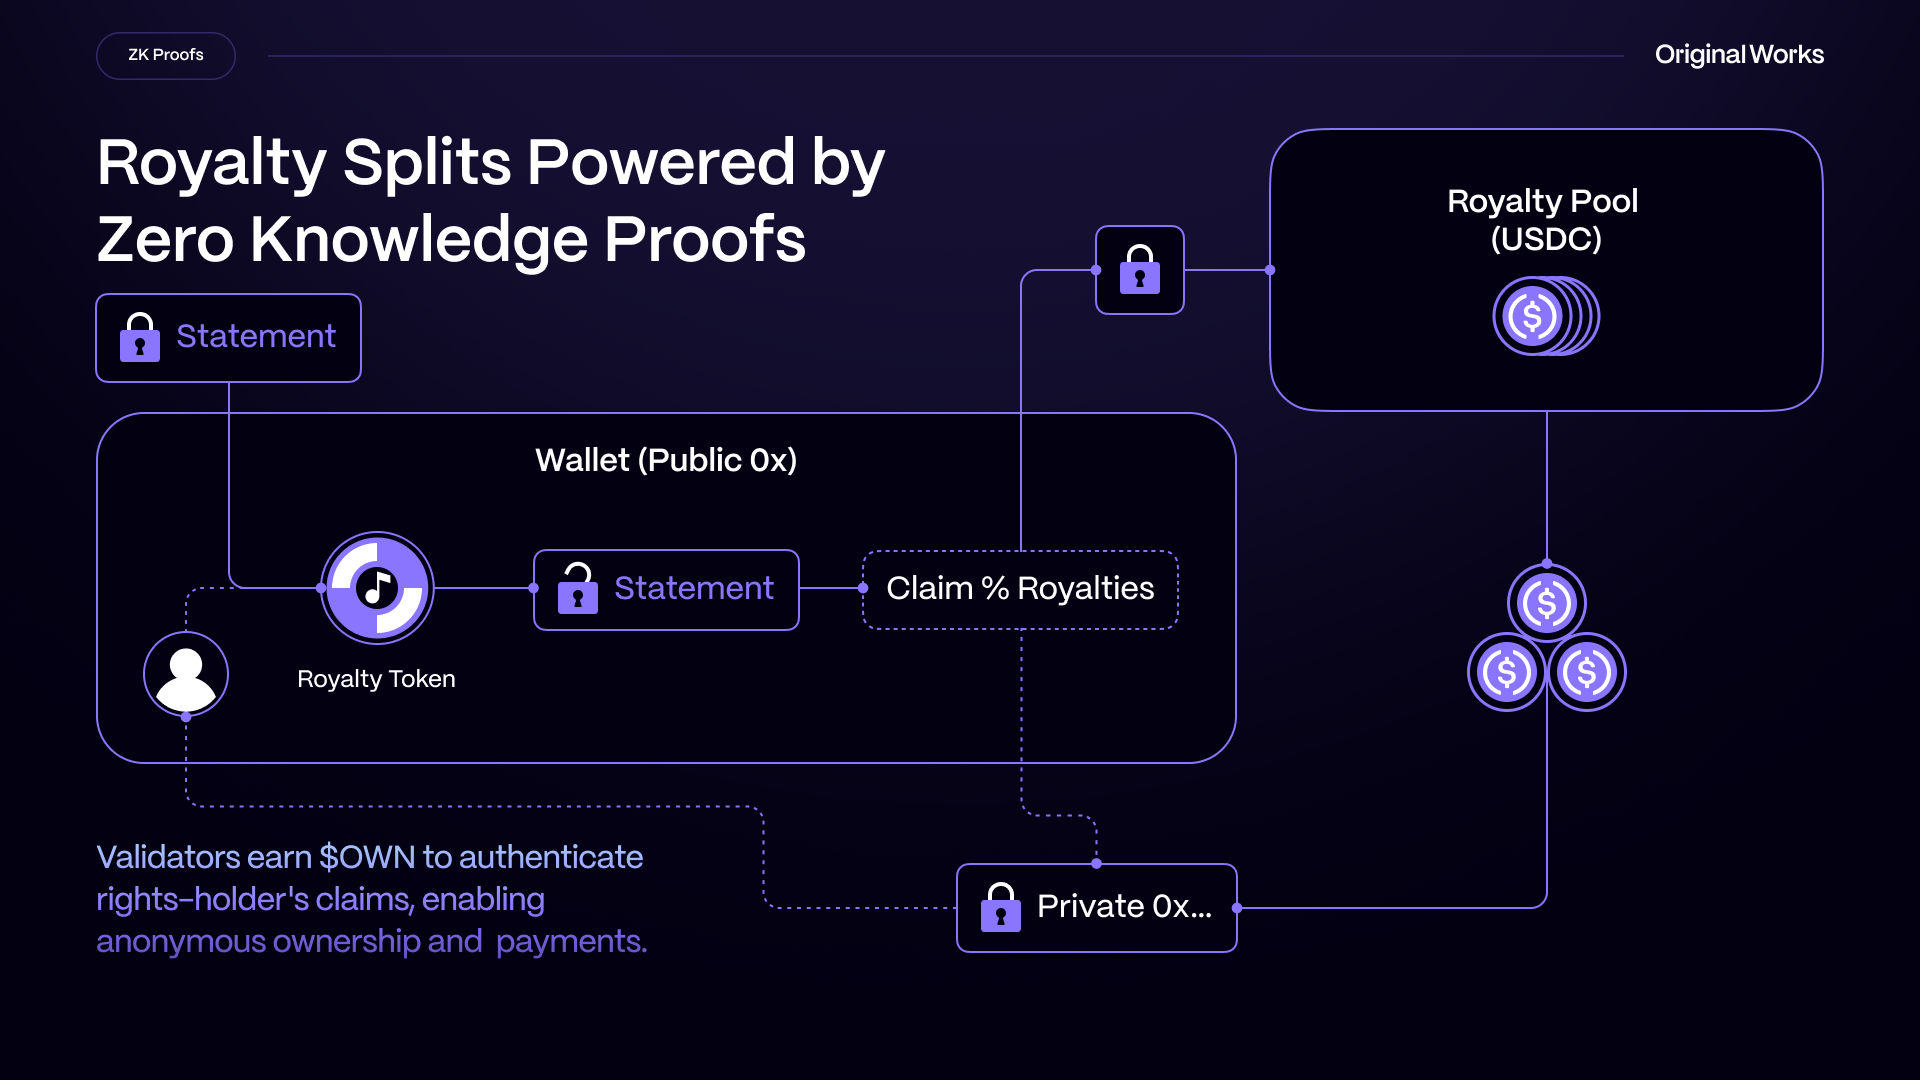 ZK Proofs
Original Works
Royalty Splits Powered by
Zero Knowledge Proofs
Royalty Pool
(USDC)
Statement
Wallet (Public 0x)
Statement
Claim % Royalties
Royalty Token
Validators earn $OWN to authenticate
rights-holder's claims, enabling
anonymous ownership and  payments.
Private 0x...